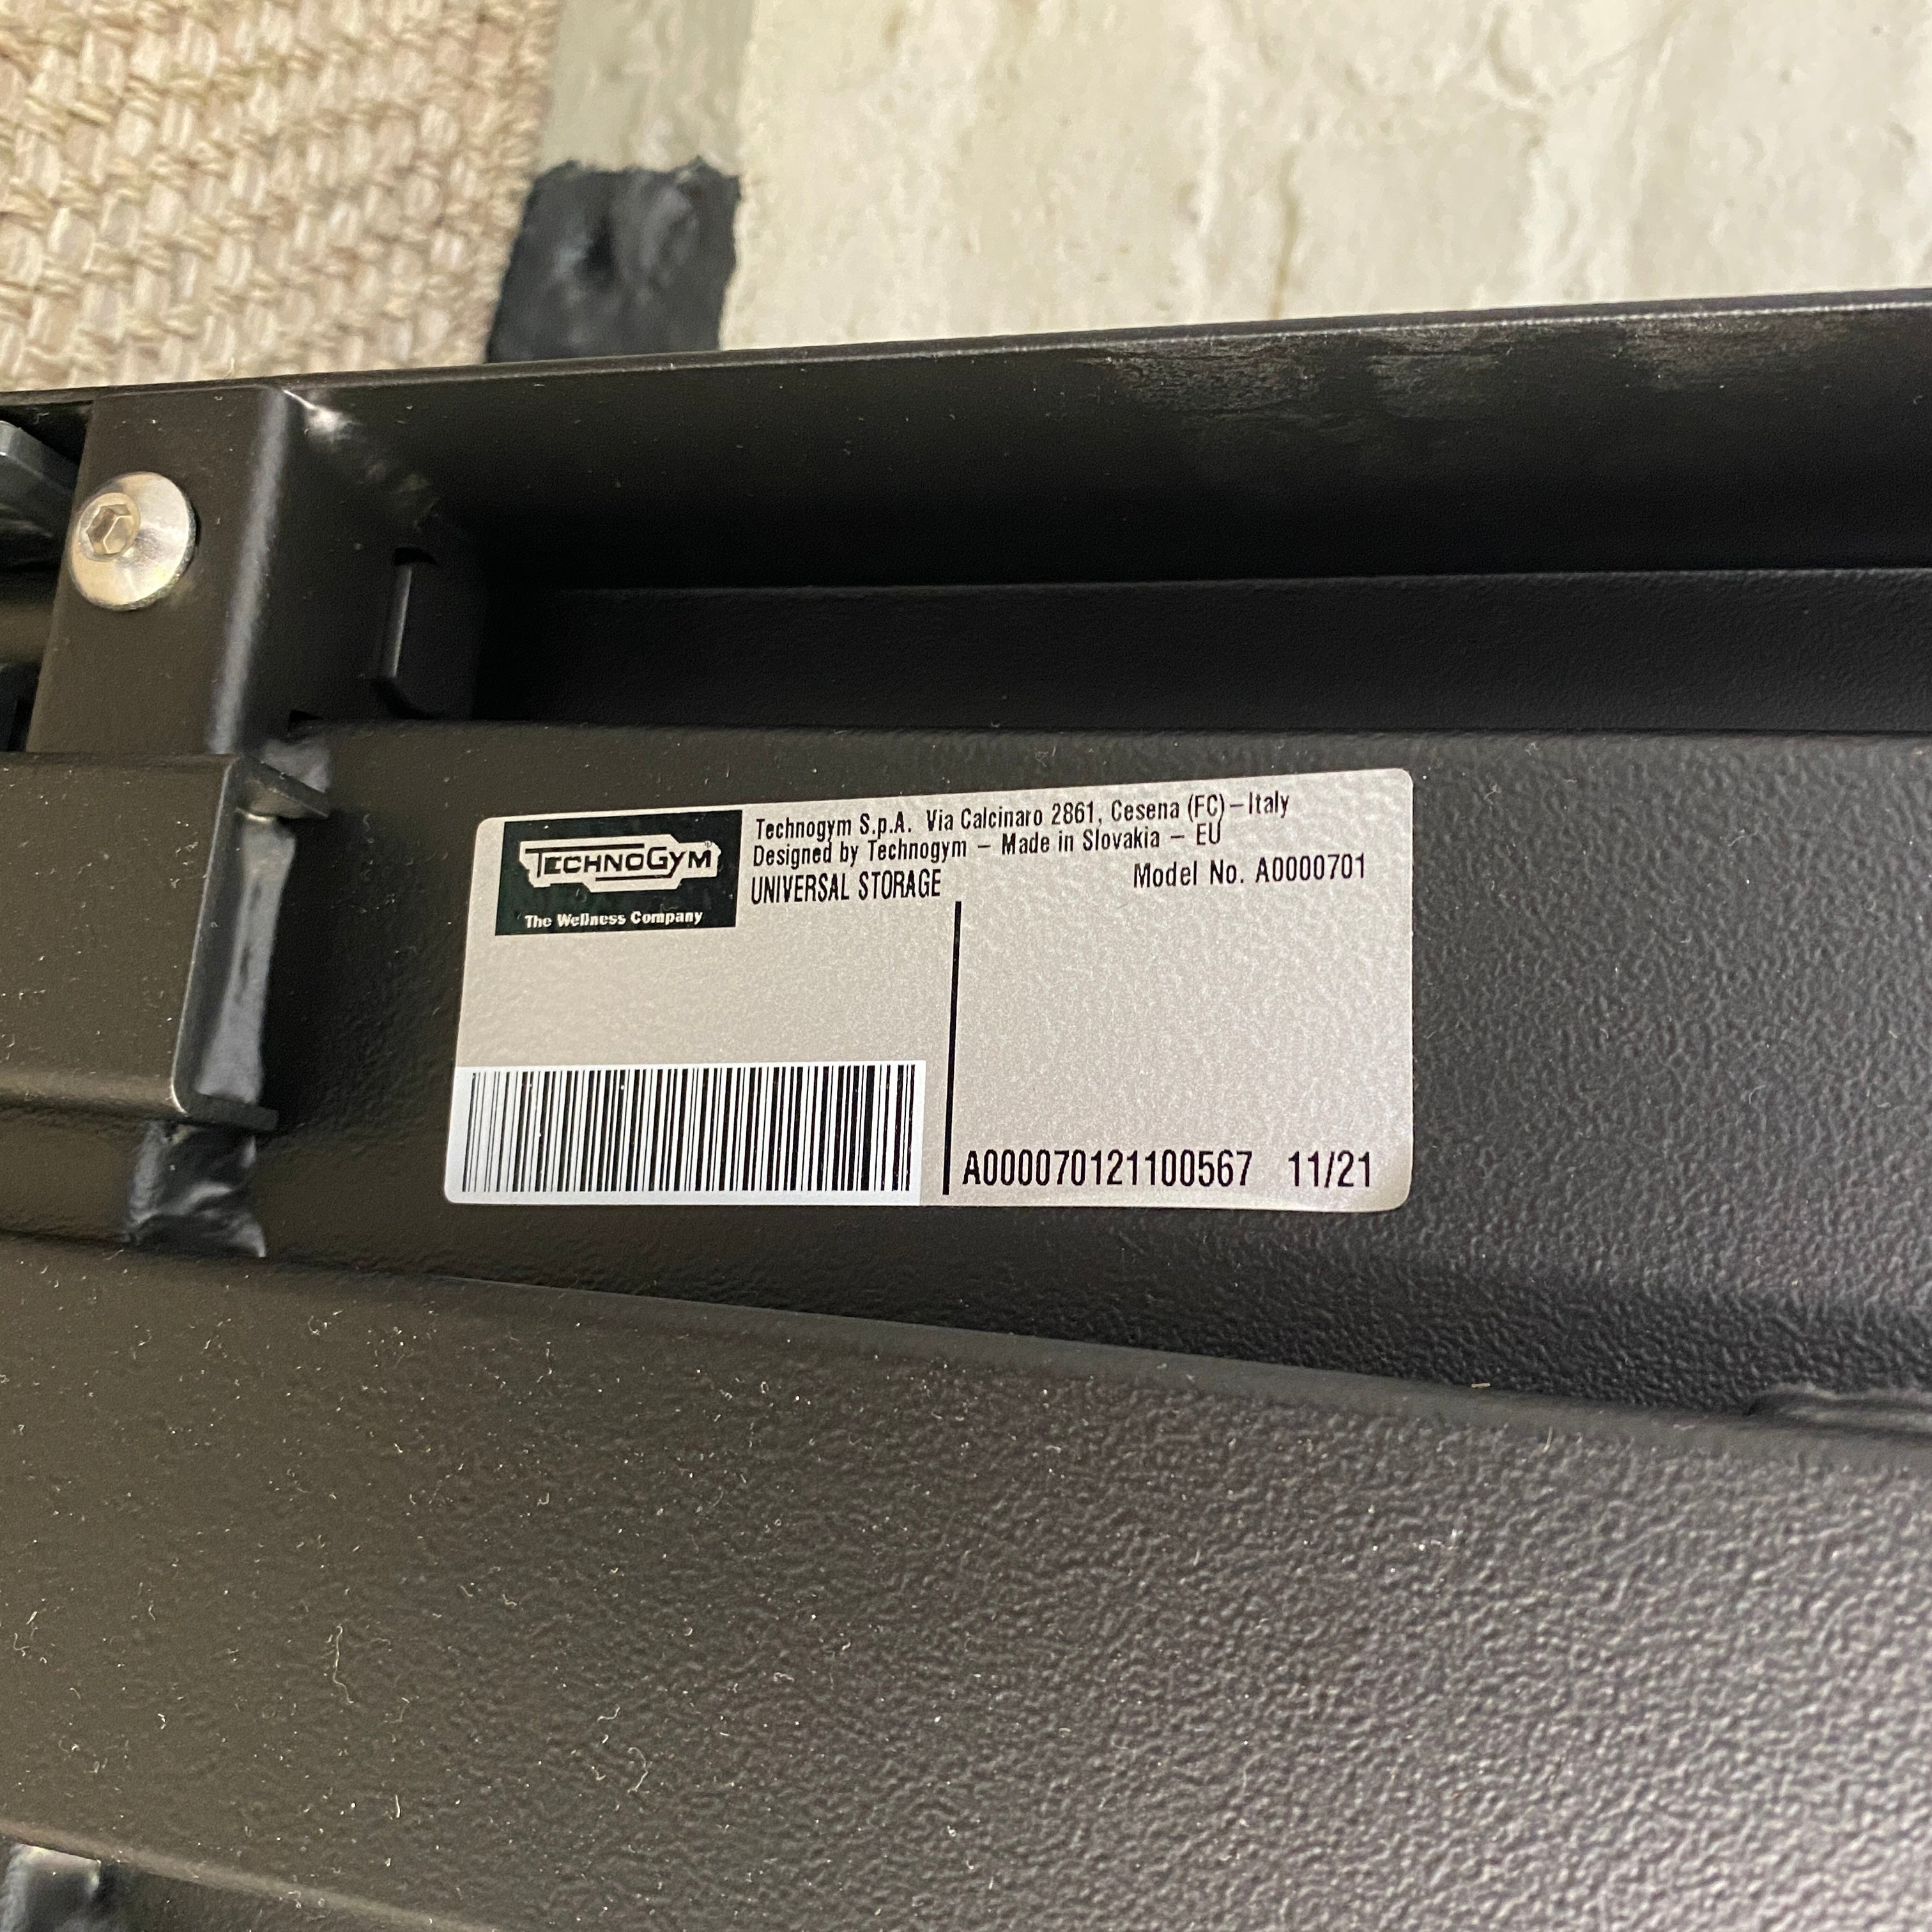 TECHNOGYM®
The Wellness Company
Technogym S.p.A. Via Calcinaro 2861, Cesena (FC)-Italy
Designed by Technogym - Made in Slovakia - EU
UNIVERSAL STORAGE
Model No. A0000701
A000070121100567 11/21